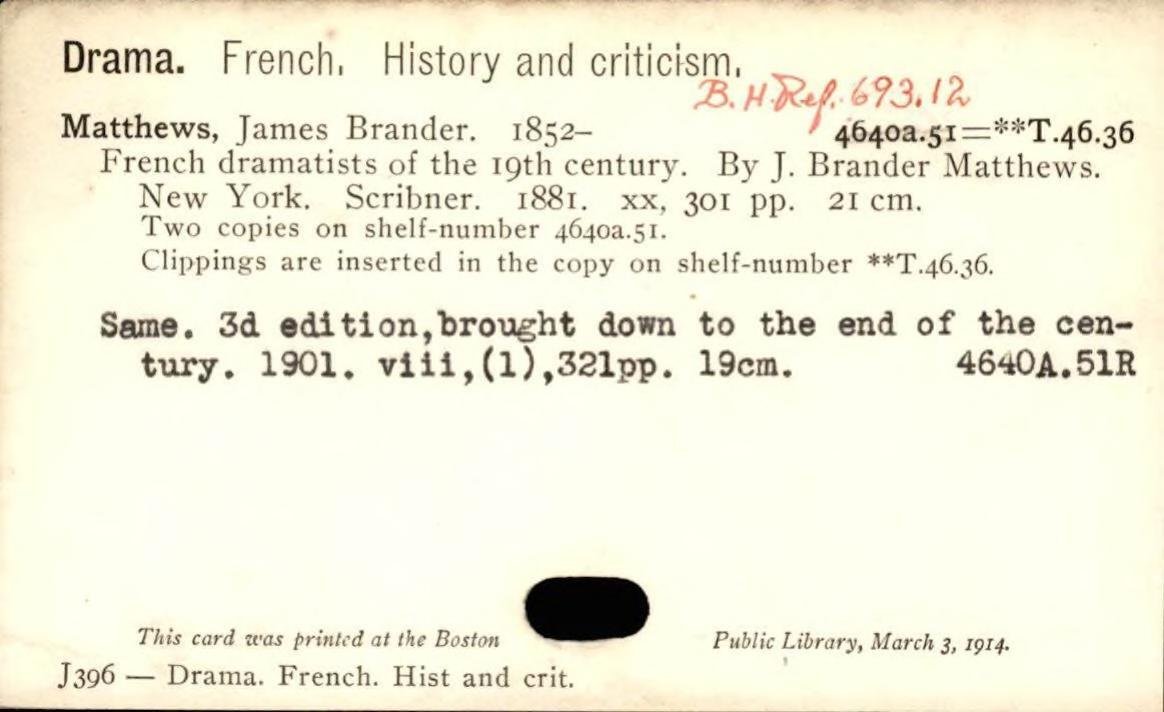 Drama. French. History and criticism.
B. H. Ref. 693.12
Matthews, James Brander. 1852– 4640a.51=**T.46.36
French dramatists of the 19th century. By J. Brander Matthews.
New York. Scribner. 1881. xx, 301 pp. 21 cm.
Two copies on shelf-number 4640a.51.
Clippings are inserted in the copy on shelf-number **T.46.36.
Same. 3d edition,brought down to the end of the cen-
tury. 1901. viii,(1),321pp. 19cm. 4640A.51R
This card was printed at the Boston Public Library, March 3, 1914.
J396 — Drama. French. Hist and crit.